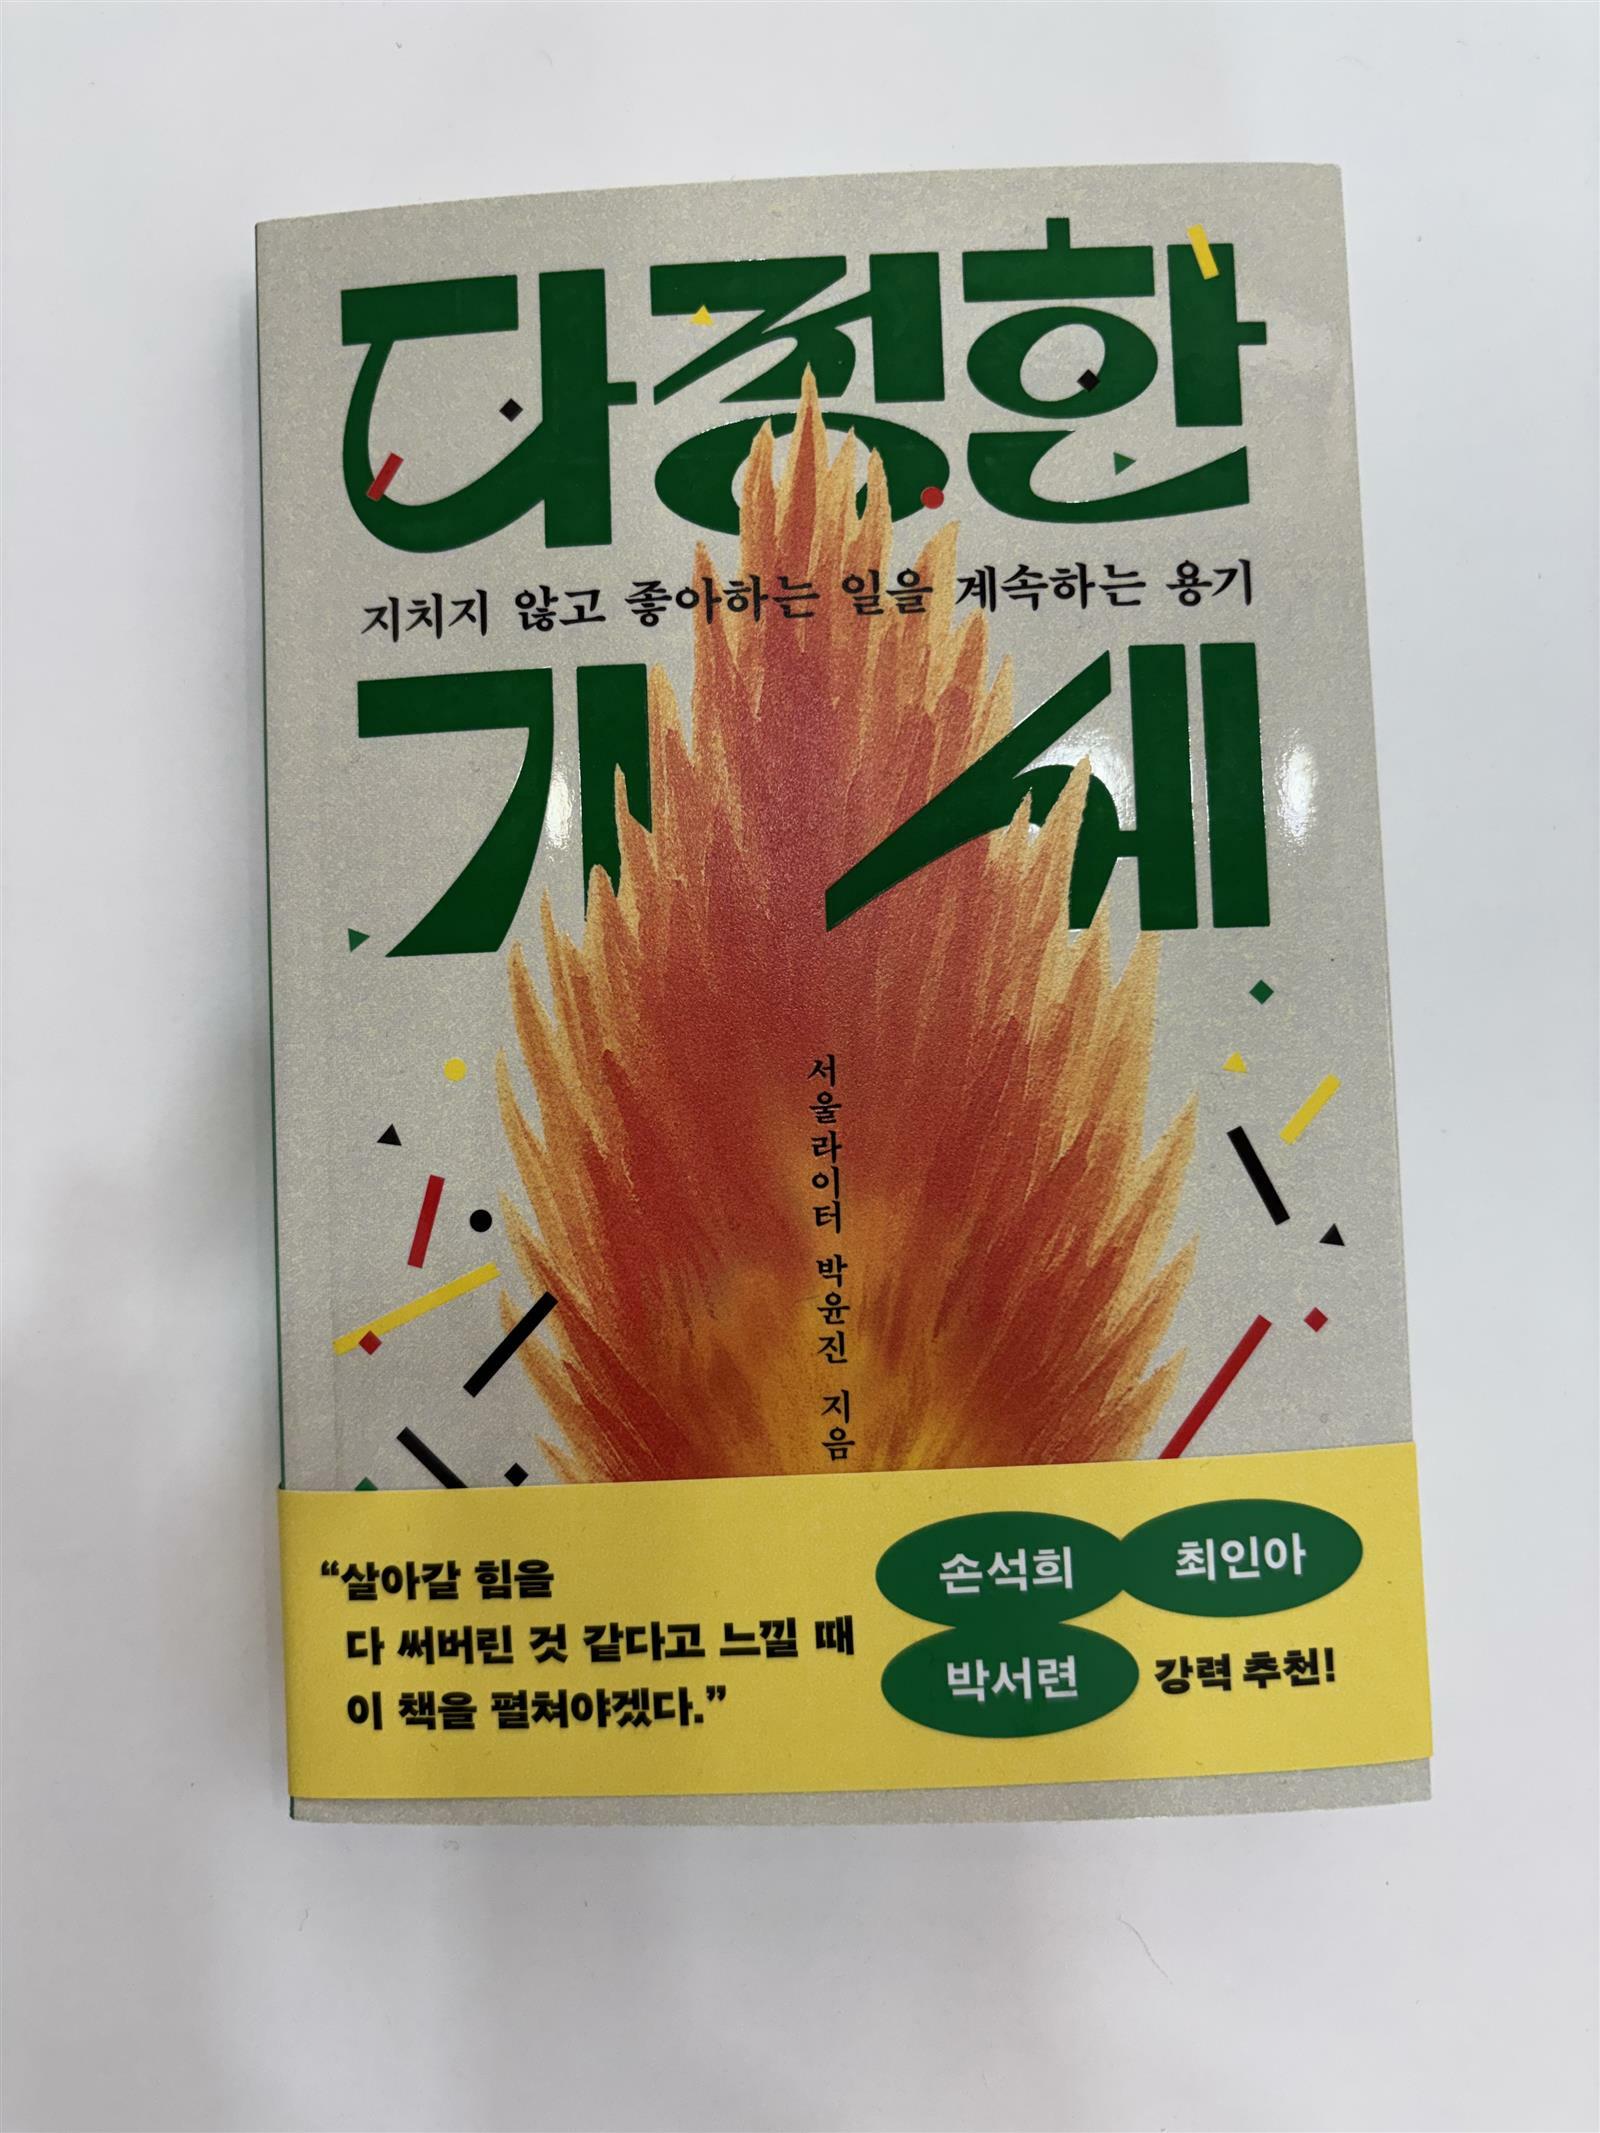 다정한
지치지 않고 좋아하는 일을 계속하는 용기
기세
서울라이터 박윤진 지음
“살아갈 힘을
다 써버린 것 같다고 느낄 때
이 책을 펼쳐야겠다.”
손석희
최인아
박서련
강력 추천!